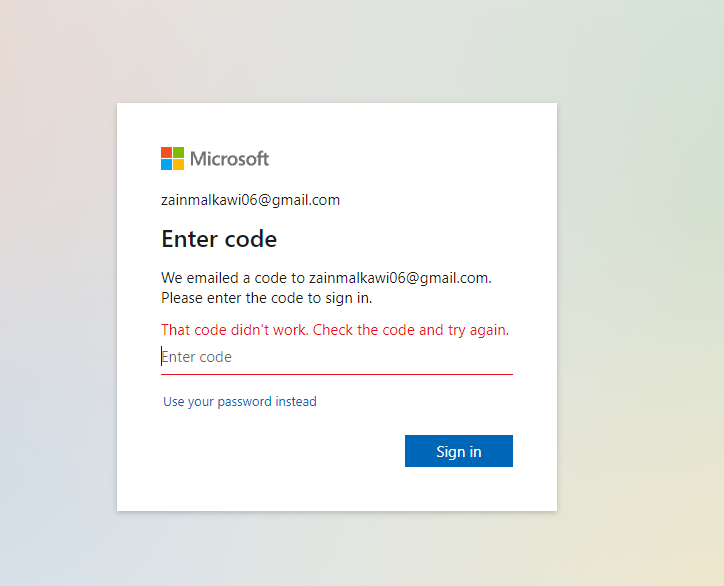 Microsoft
zainmalkawi06@gmail.com
Enter code
We emailed a code to zainmalkawi06@gmail.com.
Please enter the code to sign in.
That code didn't work. Check the code and try again.
Enter code
Use your password instead
Sign in